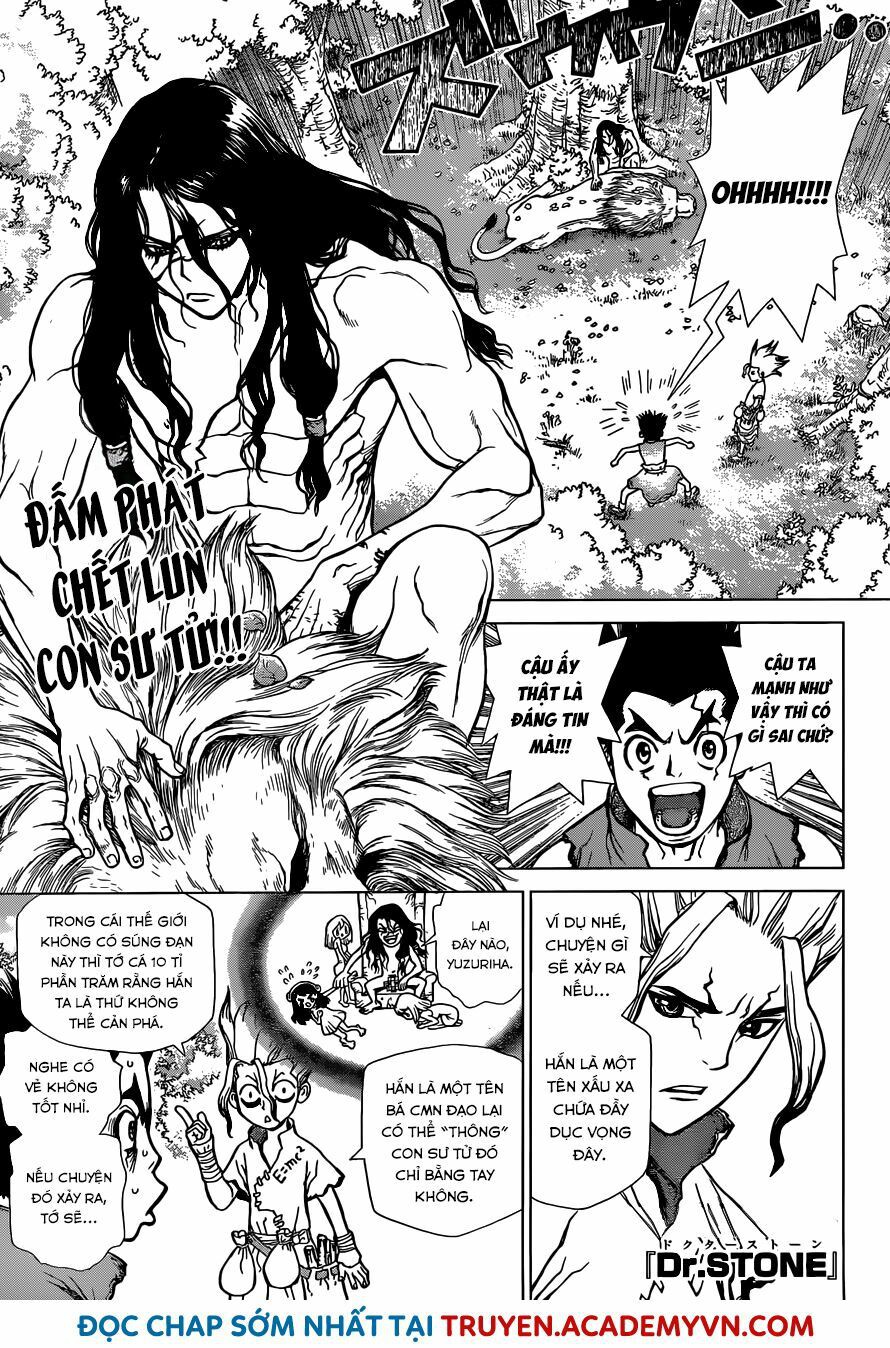 ズウウン…
OHHHH!!!!
ĐẤM PHÁT
CHẾT LUN
CON SƯ TỬ!!!
CẬU TA
MẠNH NHƯ
VẬY THÌ CÓ
GÌ SAI CHỨ?
CẬU ẤY
THẬT LÀ
ĐÁNG TIN
MÀ!!!
VÍ DỤ NHÉ,
CHUYỆN GÌ
SẼ XẢY RA
NẾU...
HẮN LÀ MỘT
TÊN XẤU XA
CHỨA ĐẦY
DỤC VỌNG
ĐÂY.
ドクターストーン
『Dr.STONE』
LẠI
ĐÂY NÀO,
YUZURIHA.
HẮN LÀ MỘT TÊN
BÁ CMN ĐẠO LẠI
CÓ THỂ "THÔNG"
CON SƯ TỬ ĐÓ
CHỈ BẰNG TAY
KHÔNG.
E=mc²
TRONG CÁI THẾ GIỚI
KHÔNG CÓ SÚNG ĐẠN
NÀY THÌ TỚ CÁ 10 TỈ
PHẦN TRĂM RẰNG HẮN
TA LÀ THỨ KHÔNG
THỂ CẢN PHÁ.
NGHE CÓ
VẺ KHÔNG
TỐT NHỈ.
NẾU CHUYỆN
ĐÓ XẢY RA,
TỚ SẼ...
ĐỌC CHAP SỚM NHẤT TẠI TRUYEN.ACADEMYVN.COM